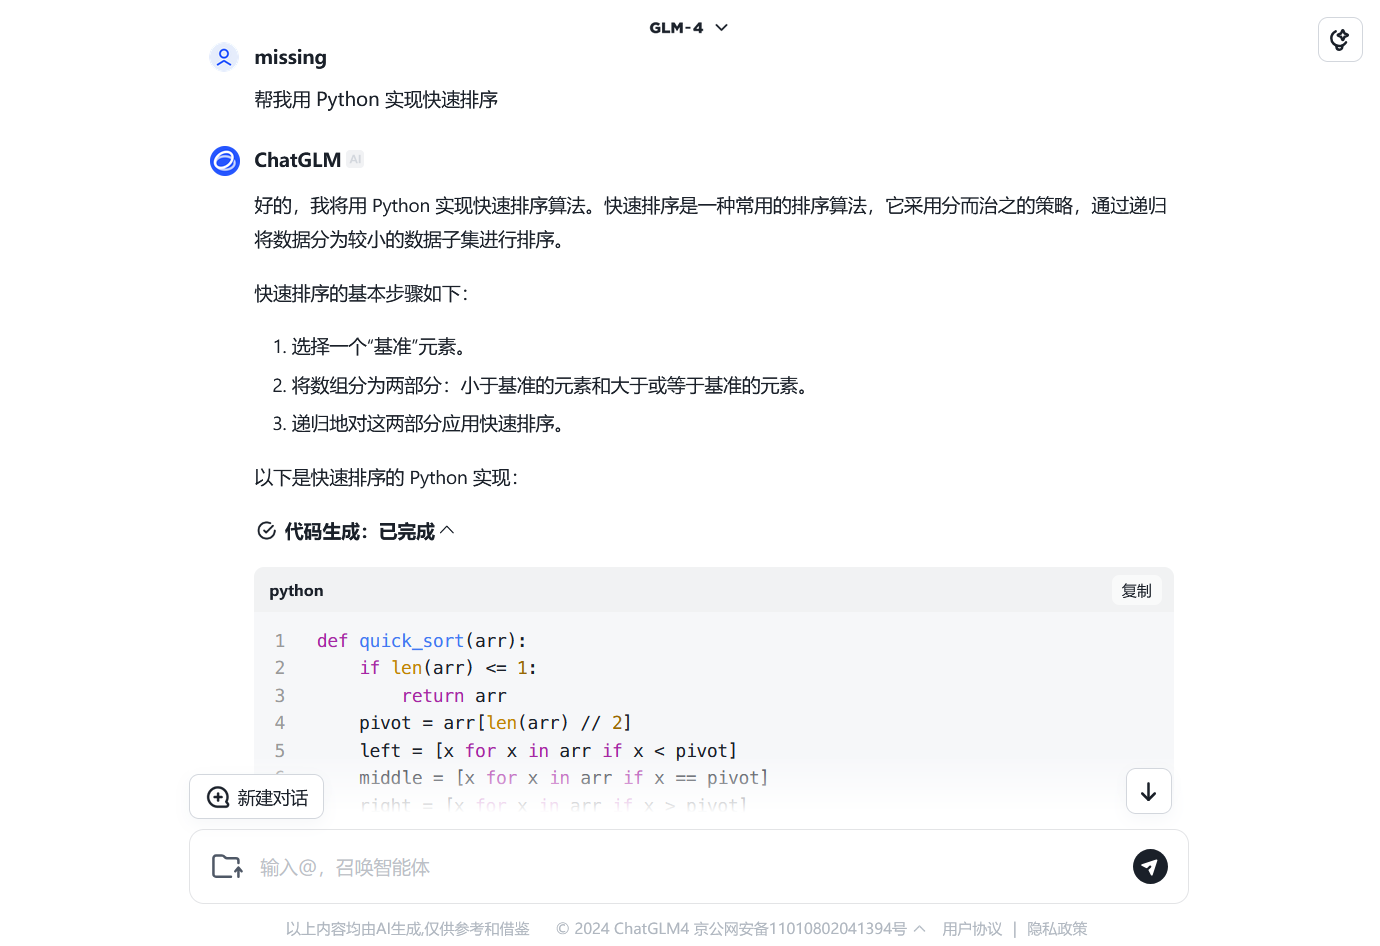 GLM-4
missing
帮我用 Python 实现快速排序
ChatGLM AI
好的，我将用 Python 实现快速排序算法。快速排序是一种常用的排序算法，它采用分而治之的策略，通过递归
将数据分为较小的数据子集进行排序。
快速排序的基本步骤如下：
1. 选择一个“基准”元素。
2. 将数组分为两部分：小于基准的元素和大于或等于基准的元素。
3. 递归地对这两部分应用快速排序。
以下是快速排序的 Python 实现：
代码生成：已完成
python 复制
1 def quick_sort(arr):
2     if len(arr) <= 1:
3         return arr
4     pivot = arr[len(arr) // 2]
5     left = [x for x in arr if x < pivot]
6     middle = [x for x in arr if x == pivot]
right = [x for x in arr if x > pivot]
新建对话
输入@，召唤智能体
以上内容均由AI生成,仅供参考和借鉴 © 2024 ChatGLM4 京公网安备11010802041394号 用户协议 | 隐私政策